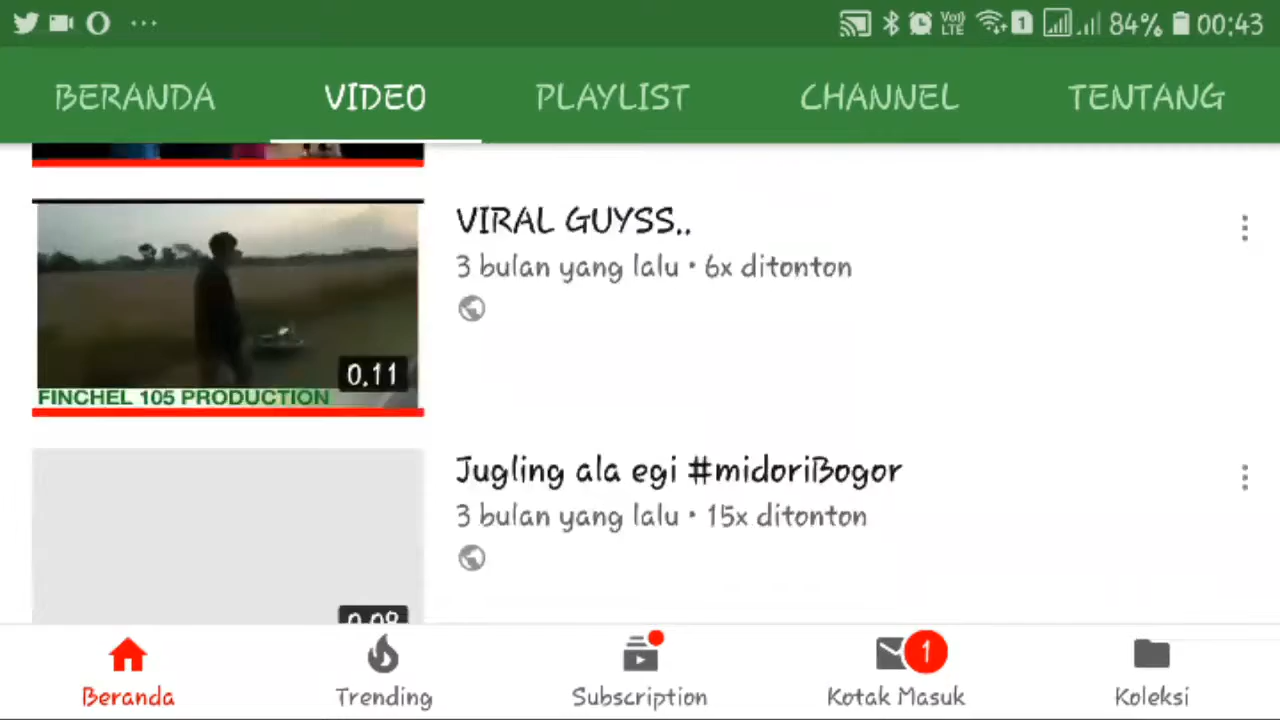 84% 00:43
BERANDA VIDEO PLAYLIST CHANNEL TENTANG
VIRAL GUYSS..
3 bulan yang lalu • 6x ditonton
0.11
FINCHEL 105 PRODUCTION
Jugling ala egi #midoriBogor
3 bulan yang lalu • 15x ditonton
Beranda Trending Subscription Kotak Masuk Koleksi
1